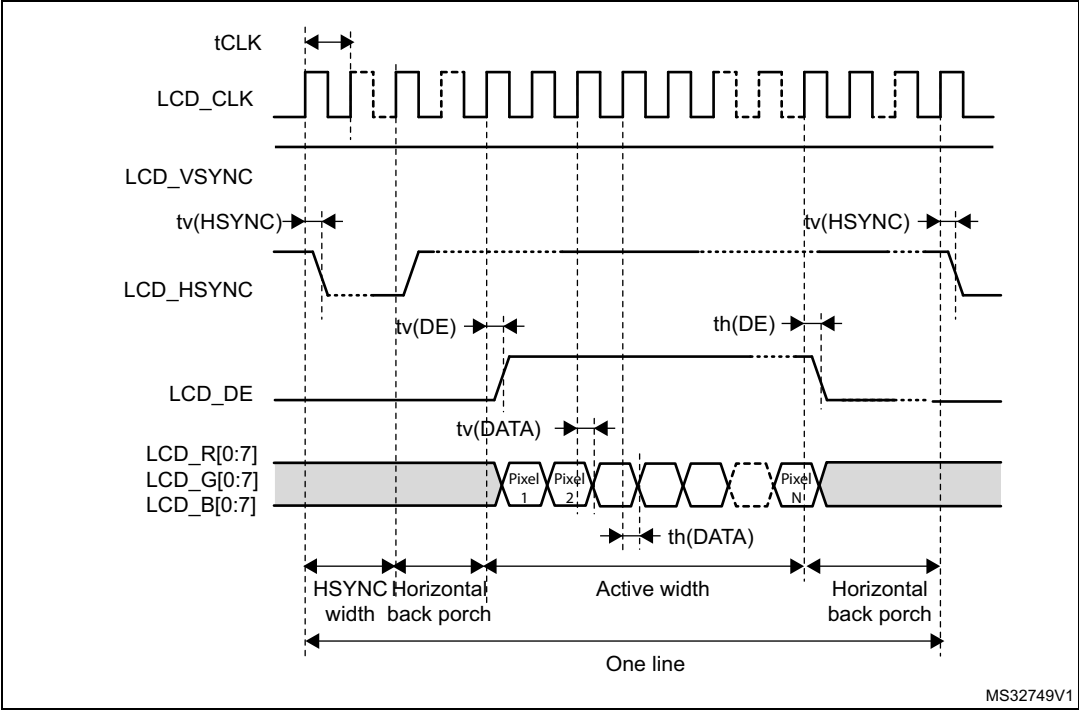 tCLK
LCD_CLK
LCD_VSYNC
tv(HSYNC)
tv(HSYNC)
LCD_HSYNC
tv(DE)
th(DE)
LCD_DE
tv(DATA)
LCD_R[0:7]
LCD_G[0:7]
LCD_B[0:7]
Pixel
1
Pixel
2
Pixel
N
th(DATA)
HSYNC
width
Horizontal
back porch
Active width
Horizontal
back porch
One line
MS32749V1